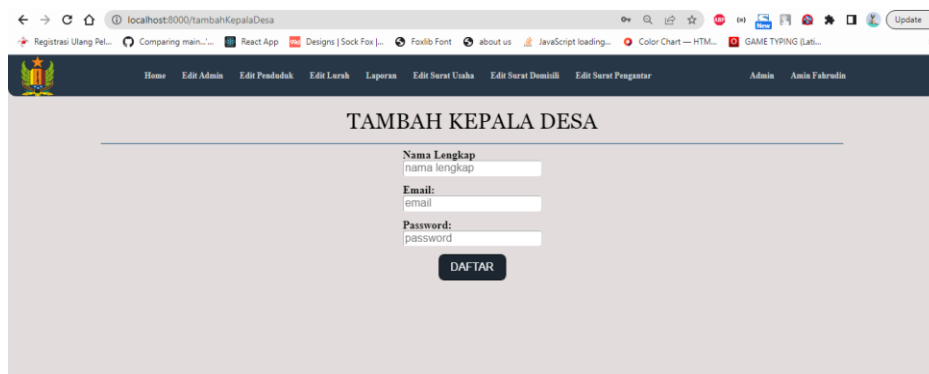 localhost:8000/tambahKepalaDesa
New
Update
Registrasi Ulang Pel...
Comparing main...'...
React App
Designs | Sock Fox |...
Foxlib Font
about us
JavaScript loading...
Color Chart — HTM...
GAME TYPING (Lati...
Home Edit Admin Edit Penduduk Edit Lurah Laporan Edit Surat Usaha Edit Surat Domisili Edit Surat Pengantar Admin Amin Fahrudin
TAMBAH KEPALA DESA
Nama Lengkap
nama lengkap
Email:
email
Password:
password
DAFTAR